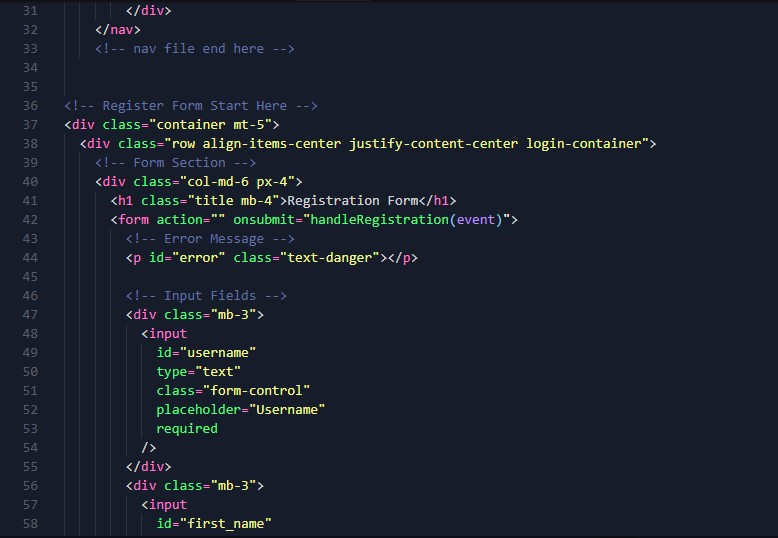 31 </div>
32 </nav>
33 <!-- nav file end here -->
34
35
36 <!-- Register Form Start Here -->
37 <div class="container mt-5">
38 <div class="row align-items-center justify-content-center login-container">
39 <!-- Form Section -->
40 <div class="col-md-6 px-4">
41 <h1 class="title mb-4">Registration Form</h1>
42 <form action="" onsubmit="handleRegistration(event)">
43 <!-- Error Message -->
44 <p id="error" class="text-danger"></p>
45
46 <!-- Input Fields -->
47 <div class="mb-3">
48 <input
49 id="username"
50 type="text"
51 class="form-control"
52 placeholder="Username"
53 required
54 />
55 </div>
56 <div class="mb-3">
57 <input
58 id="first_name"